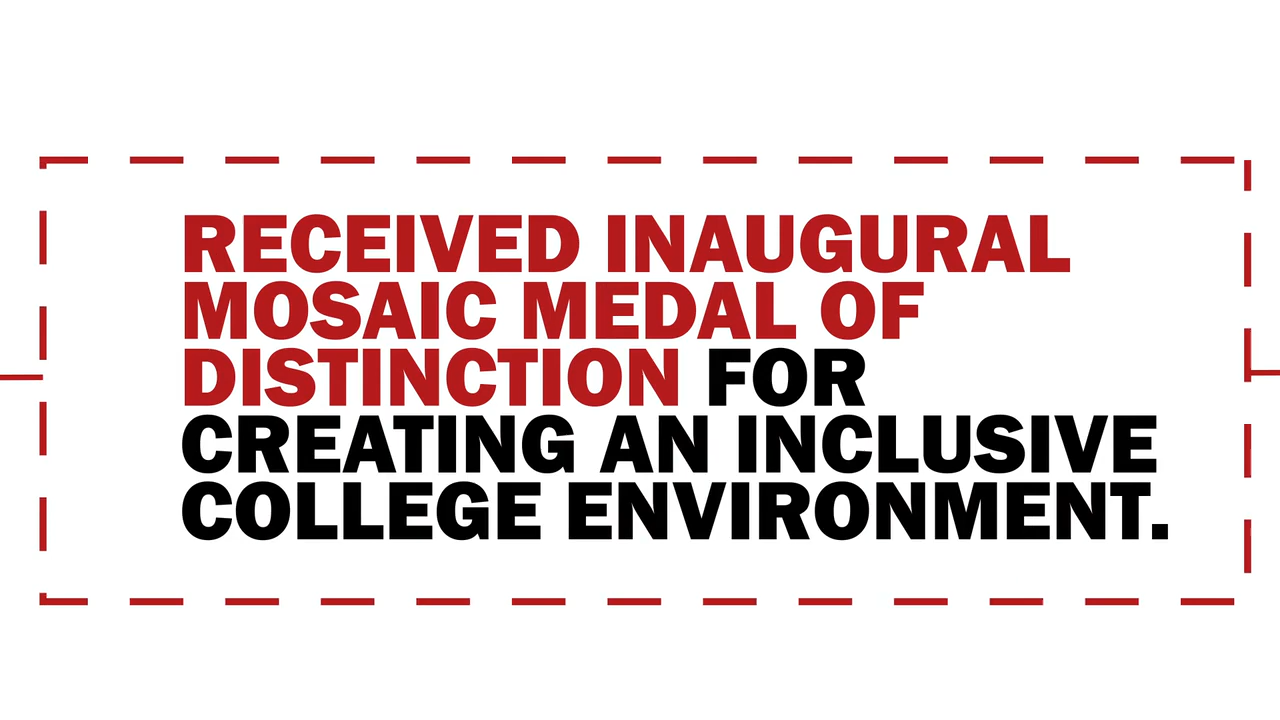 RECEIVED INAUGURAL
MOSAIC MEDAL OF
DISTINCTION FOR
CREATING AN INCLUSIVE
COLLEGE ENVIRONMENT.